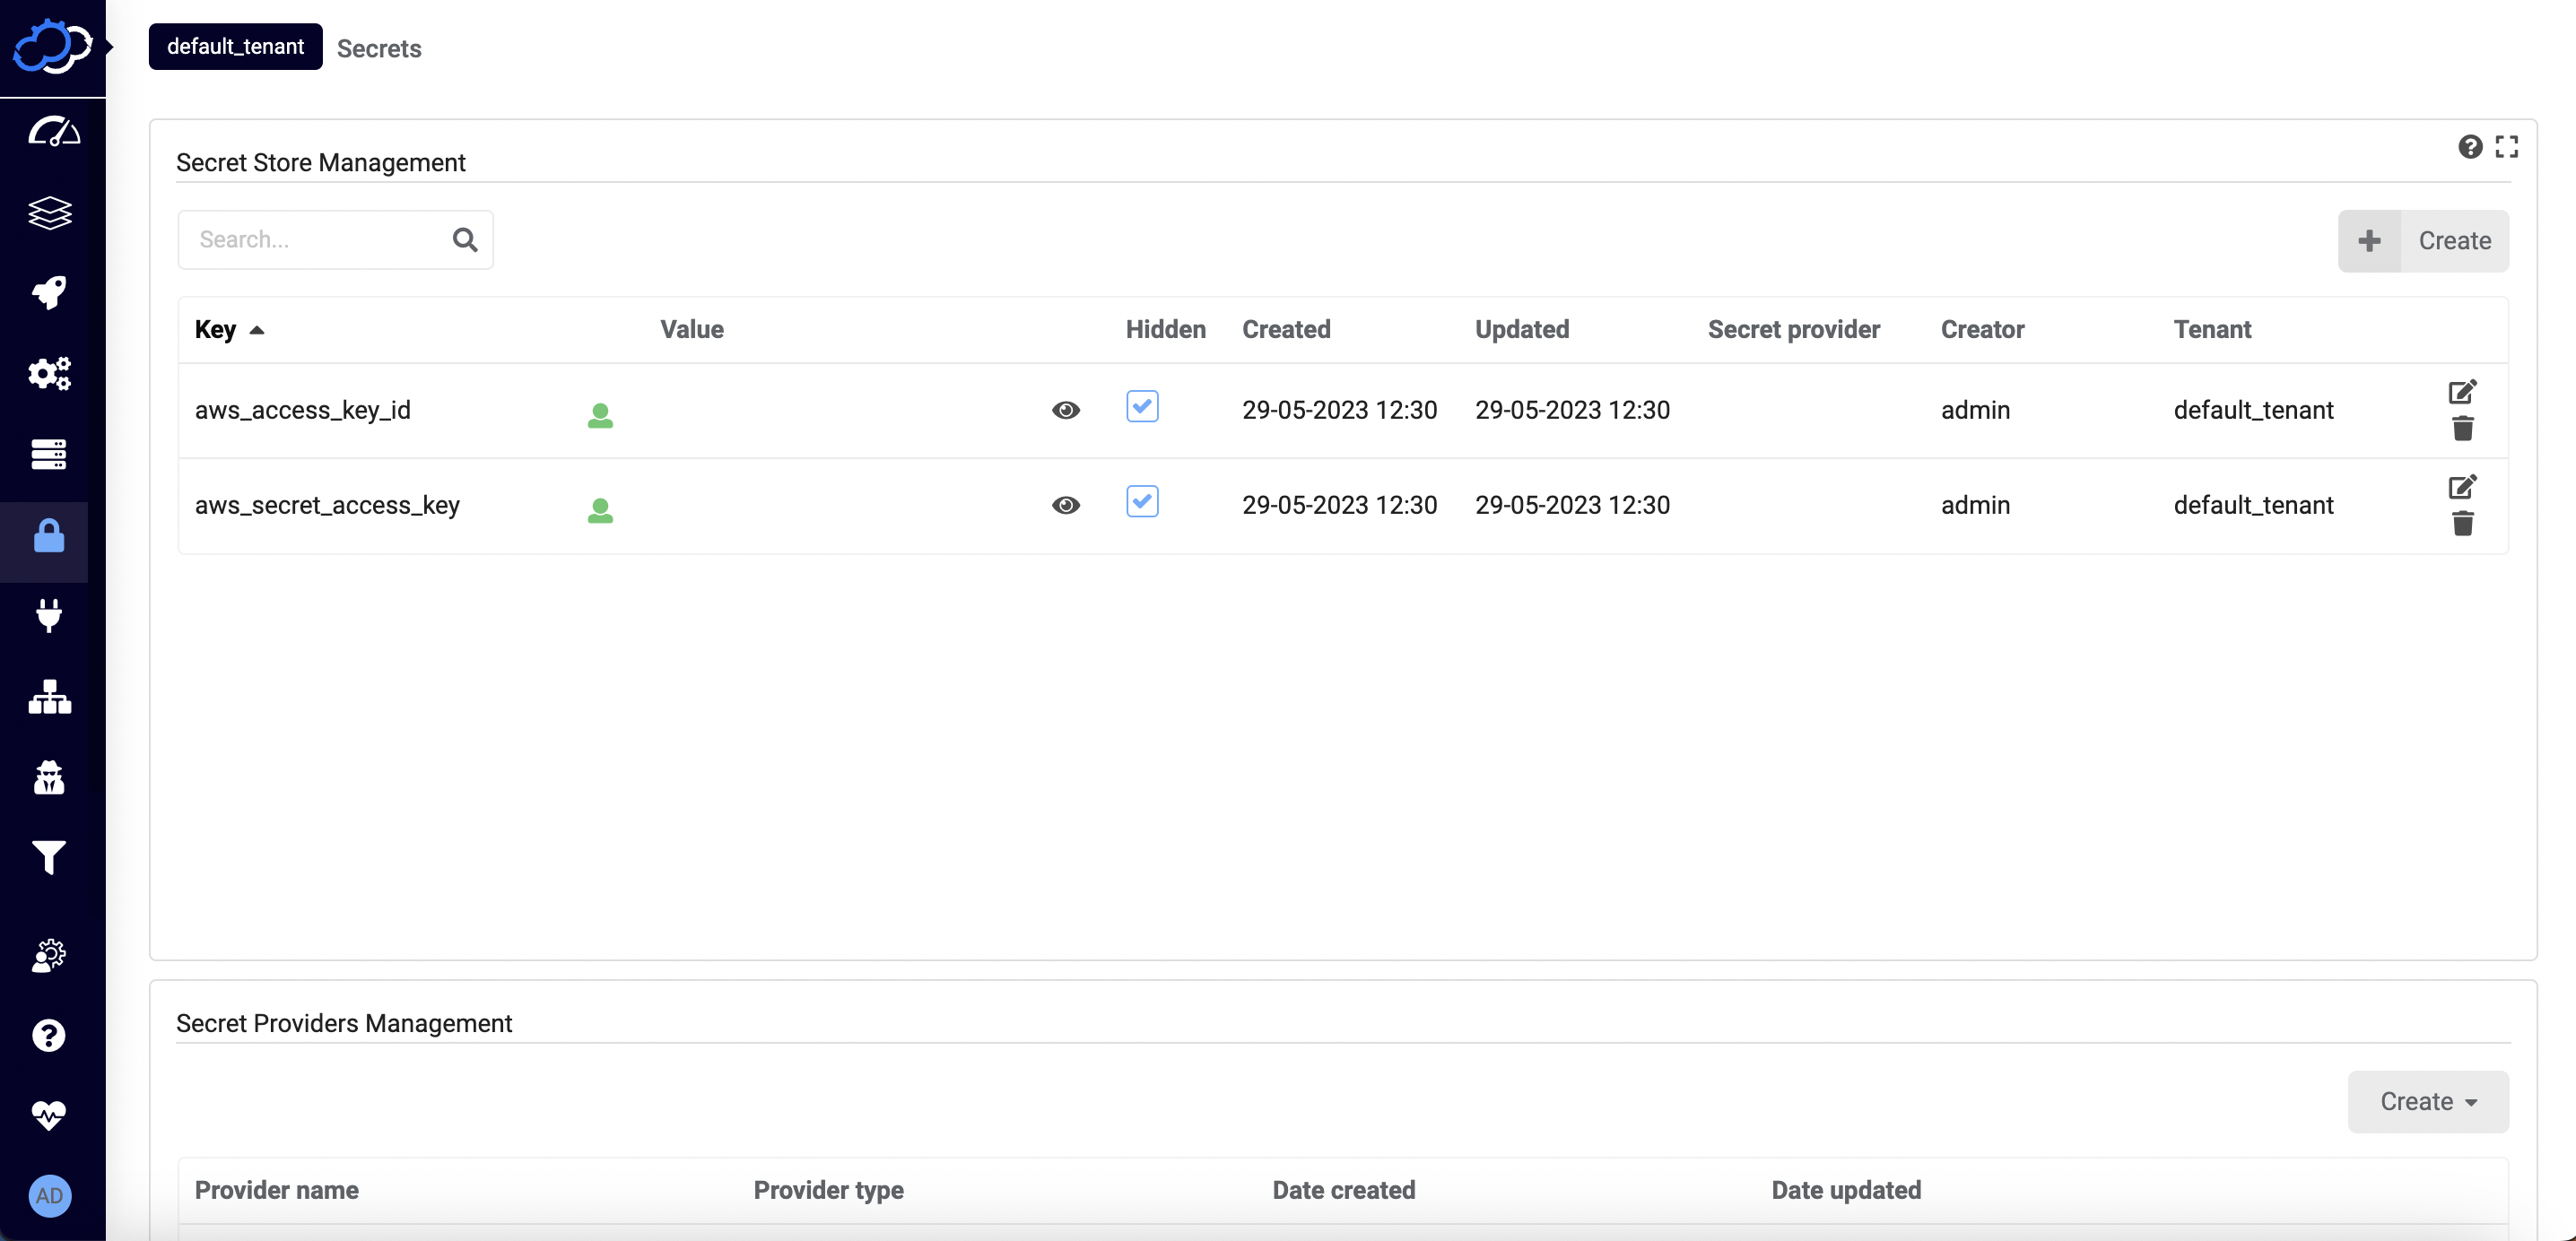 default_tenant Secrets
Secret Store Management
Search...
Create
Key Value Hidden Created Updated Secret provider Creator Tenant
aws_access_key_id 29-05-2023 12:30 29-05-2023 12:30 admin default_tenant
aws_secret_access_key 29-05-2023 12:30 29-05-2023 12:30 admin default_tenant
Secret Providers Management
Create
Provider name Provider type Date created Date updated
AD